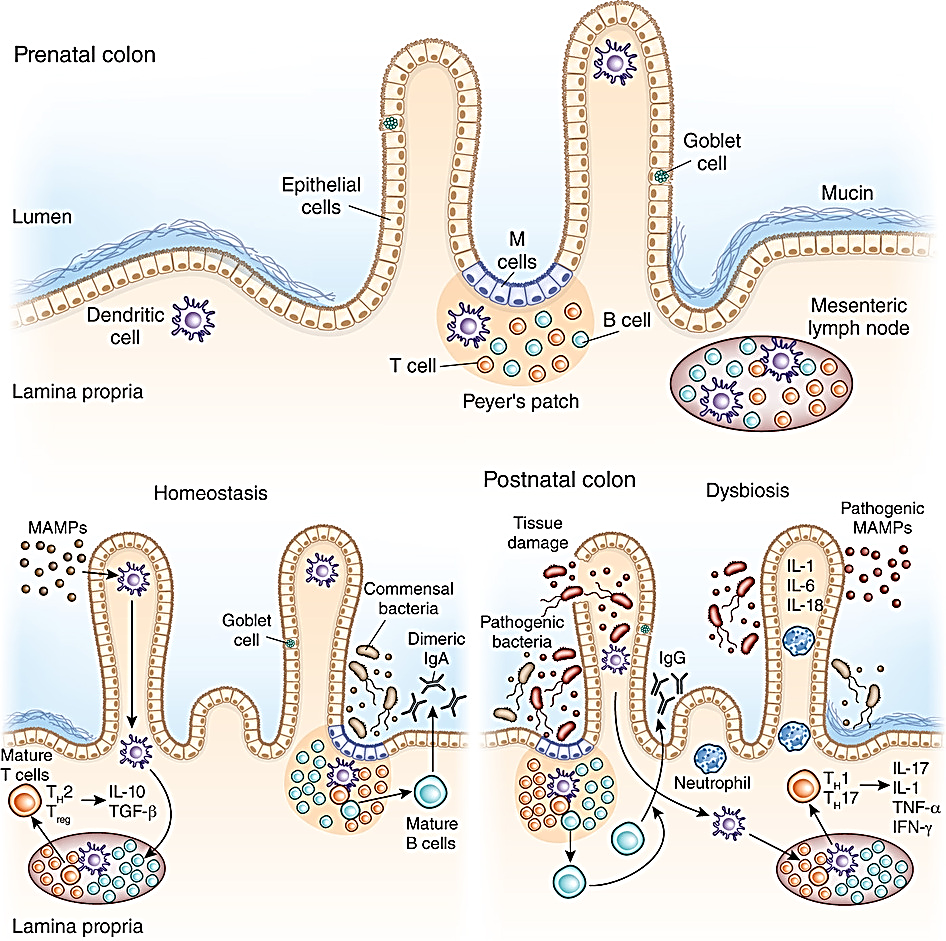 Prenatal colon
Goblet
cell
Epithelial
cells
Mucin
Lumen
M
cells
Dendritic
cell
Mesenteric
lymph node
B cell
T cell
Lamina propria
Peyer's patch
Postnatal colon
Homeostasis
Dysbiosis
MAMPs
Commensal
bacteria
Goblet
cell
Dimeric
IgA
Mature
T cells
TH2
Treg
IL-10
TGF-β
Mature
B cells
Lamina propria
Tissue
damage
Pathogenic
MAMPs
IL-1
IL-6
IL-18
Pathogenic
bacteria
IgG
Neutrophil
TH1
TH17
IL-17
IL-1
TNF-α
IFN-γ